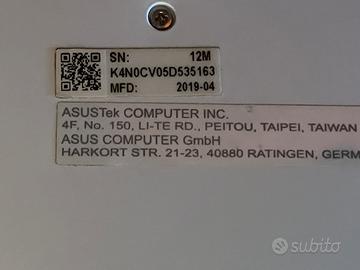 SN: 12M
K4N0CV05D535163
MFD: 2019-04
ASUSTek COMPUTER INC.
4F, No. 150, LI-TE RD., PEITOU, TAIPEI, TAIWAN
ASUS COMPUTER GmbH
HARKORT STR. 21-23, 40880 RATINGEN, GERM
subito